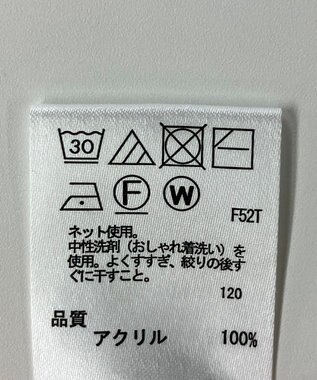 30
F W
F52T
ネット使用。
中性洗剤（おしゃれ着洗い）を
使用。よくすすぎ、絞りの後す
ぐに干すこと。
120
品質
アクリル 100%